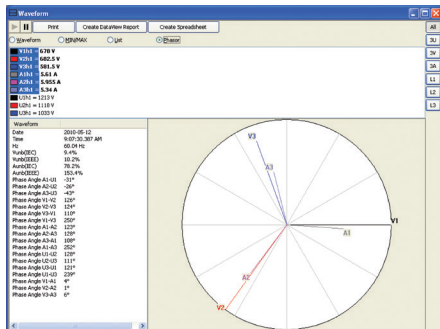 Waveform
Print
Create DataView Report
Create Spreadsheet
Waveform
MIN/MAX
List
Phasor
V1h1 = 678 V
V2h1 = 682.5 V
V3h1 = 581.5 V
A1h1 = 5.61 A
A2h1 = 5.955 A
A3h1 = 5.34 A
U1h1 = 1213 V
U2h1 = 1118 V
U3h1 = 1033 V
All
3U
3V
3A
L1
L2
L3
Waveform
Date 2010-05-12
Time 9:07:30.387 AM
Hz 60.04 Hz
Vunb(IEC) 9.4%
Vunb(IEEE) 10.2%
Aunb(IEC) 78.2%
Aunb(IEEE) 153.4%
Phase Angle A1-U1 -31°
Phase Angle A2-U2 -26°
Phase Angle A3-U3 -43°
Phase Angle V1-V2 126°
Phase Angle V2-V3 124°
Phase Angle V3-V1 110°
Phase Angle V1-V3 250°
Phase Angle A1-A2 123°
Phase Angle A2-A3 128°
Phase Angle A3-A1 108°
Phase Angle A1-A3 252°
Phase Angle U1-U2 128°
Phase Angle U2-U3 111°
Phase Angle U3-U1 121°
Phase Angle U1-U3 239°
Phase Angle V1-A1 4°
Phase Angle V2-A2 1°
Phase Angle V3-A3 6°
V3
A3
V1
A1
A2
V2